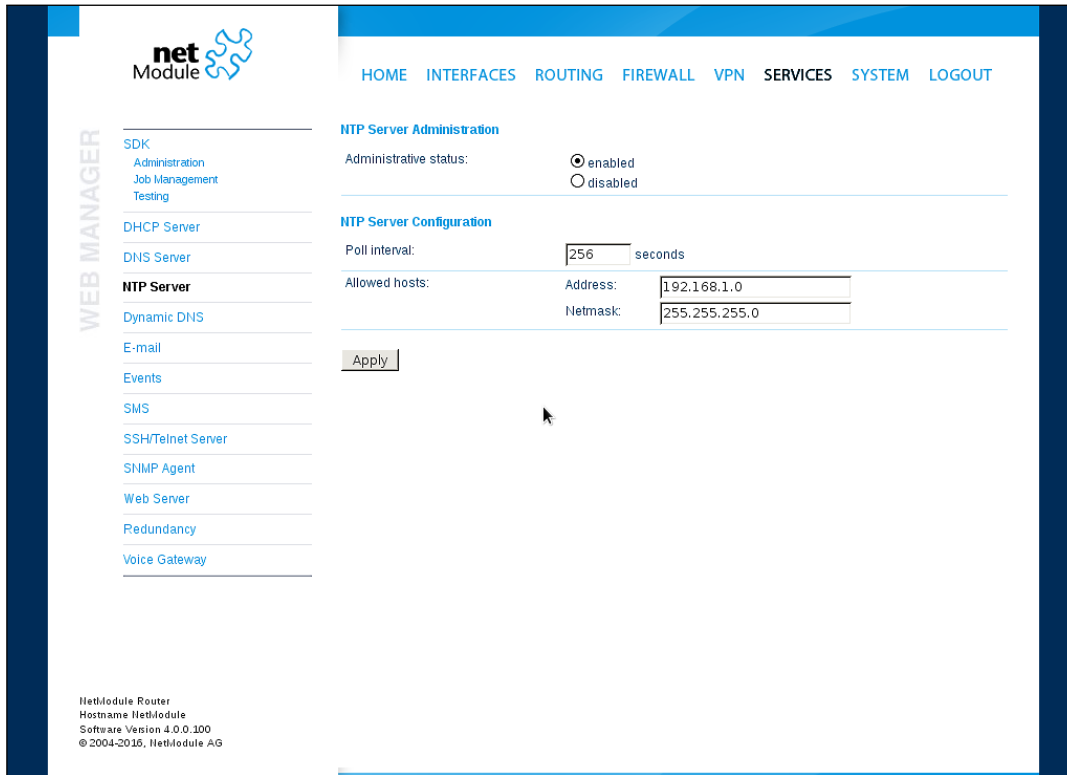 net
Module
HOME INTERFACES ROUTING FIREWALL VPN SERVICES SYSTEM LOGOUT
WEB MANAGER
SDK
Administration
Job Management
Testing
DHCP Server
DNS Server
NTP Server
Dynamic DNS
E-mail
Events
SMS
SSH/Telnet Server
SNMP Agent
Web Server
Redundancy
Voice Gateway
NTP Server Administration
Administrative status: enabled
disabled
NTP Server Configuration
Poll interval: 256 seconds
Allowed hosts: Address: 192.168.1.0
Netmask: 255.255.255.0
Apply
NetModule Router
Hostname NetModule
Software Version 4.0.0.100
© 2004-2016, NetModule AG